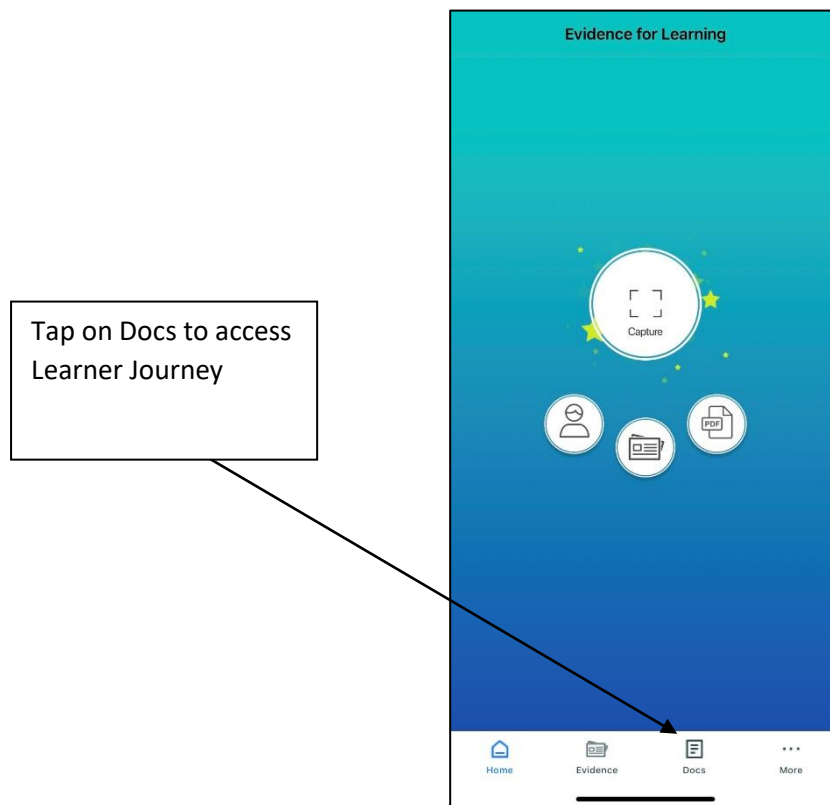 Evidence for Learning
Tap on Docs to access
Learner Journey
Capture
PDF
Home Evidence Docs More